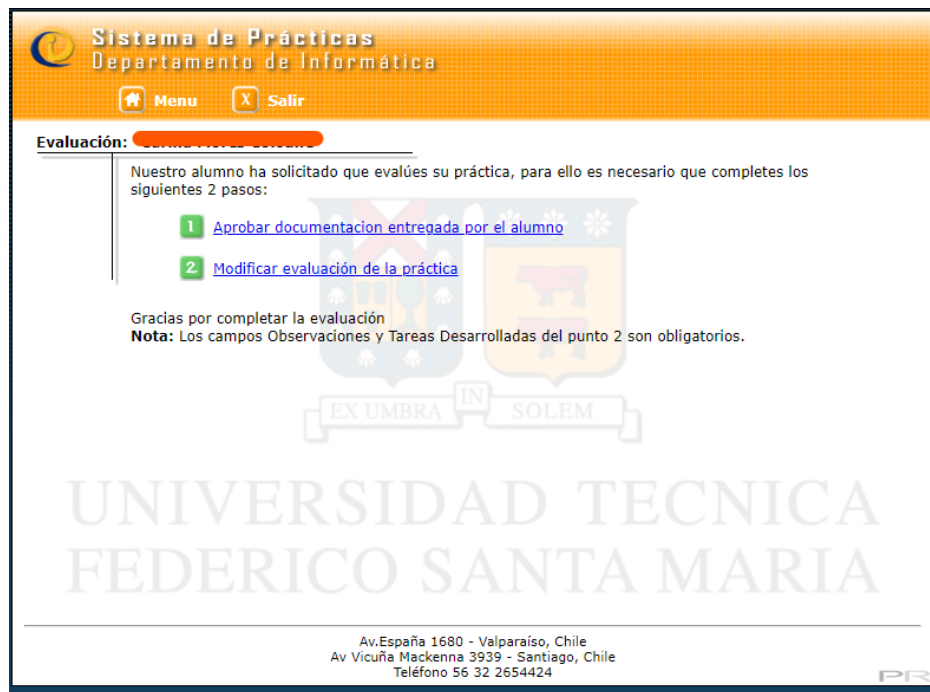 Sistema de Prácticas
Departamento de Informática
Menu
X Salir
Evaluación:
Nuestro alumno ha solicitado que evalúes su práctica, para ello es necesario que completes los
siguientes 2 pasos:
1 Aprobar documentacion entregada por el alumno
2 Modificar evaluación de la práctica
Gracias por completar la evaluación
Nota: Los campos Observaciones y Tareas Desarrolladas del punto 2 son obligatorios.
EX UMBRA IN SOLEM
UNIVERSIDAD TECNICA
FEDERICO SANTA MARIA
Av.España 1680 - Valparaíso, Chile
Av Vicuña Mackenna 3939 - Santiago, Chile
Teléfono 56 32 2654424